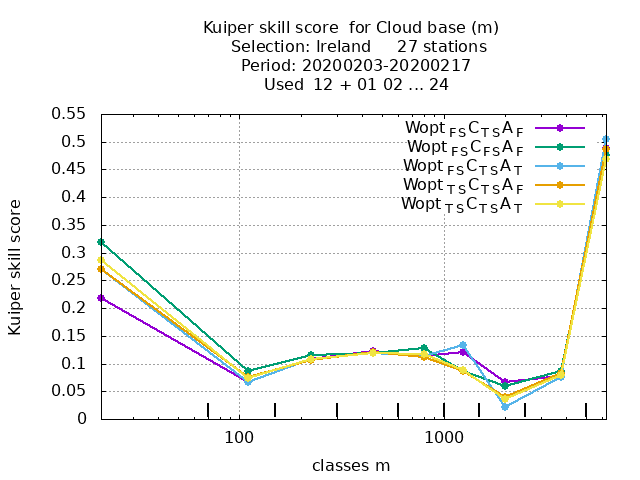 Kuiper skill score  for Cloud base (m)
Selection: Ireland     27 stations
Period: 20200203-20200217
Used  12 + 01 02 ... 24
Wopt FS C TS A F
Wopt FS C FS A F
Wopt FS C TS A T
Wopt TS C TS A F
Wopt TS C TS A T
Kuiper skill score
0.55
0.5
0.45
0.4
0.35
0.3
0.25
0.2
0.15
0.1
0.05
0
100 1000
classes m